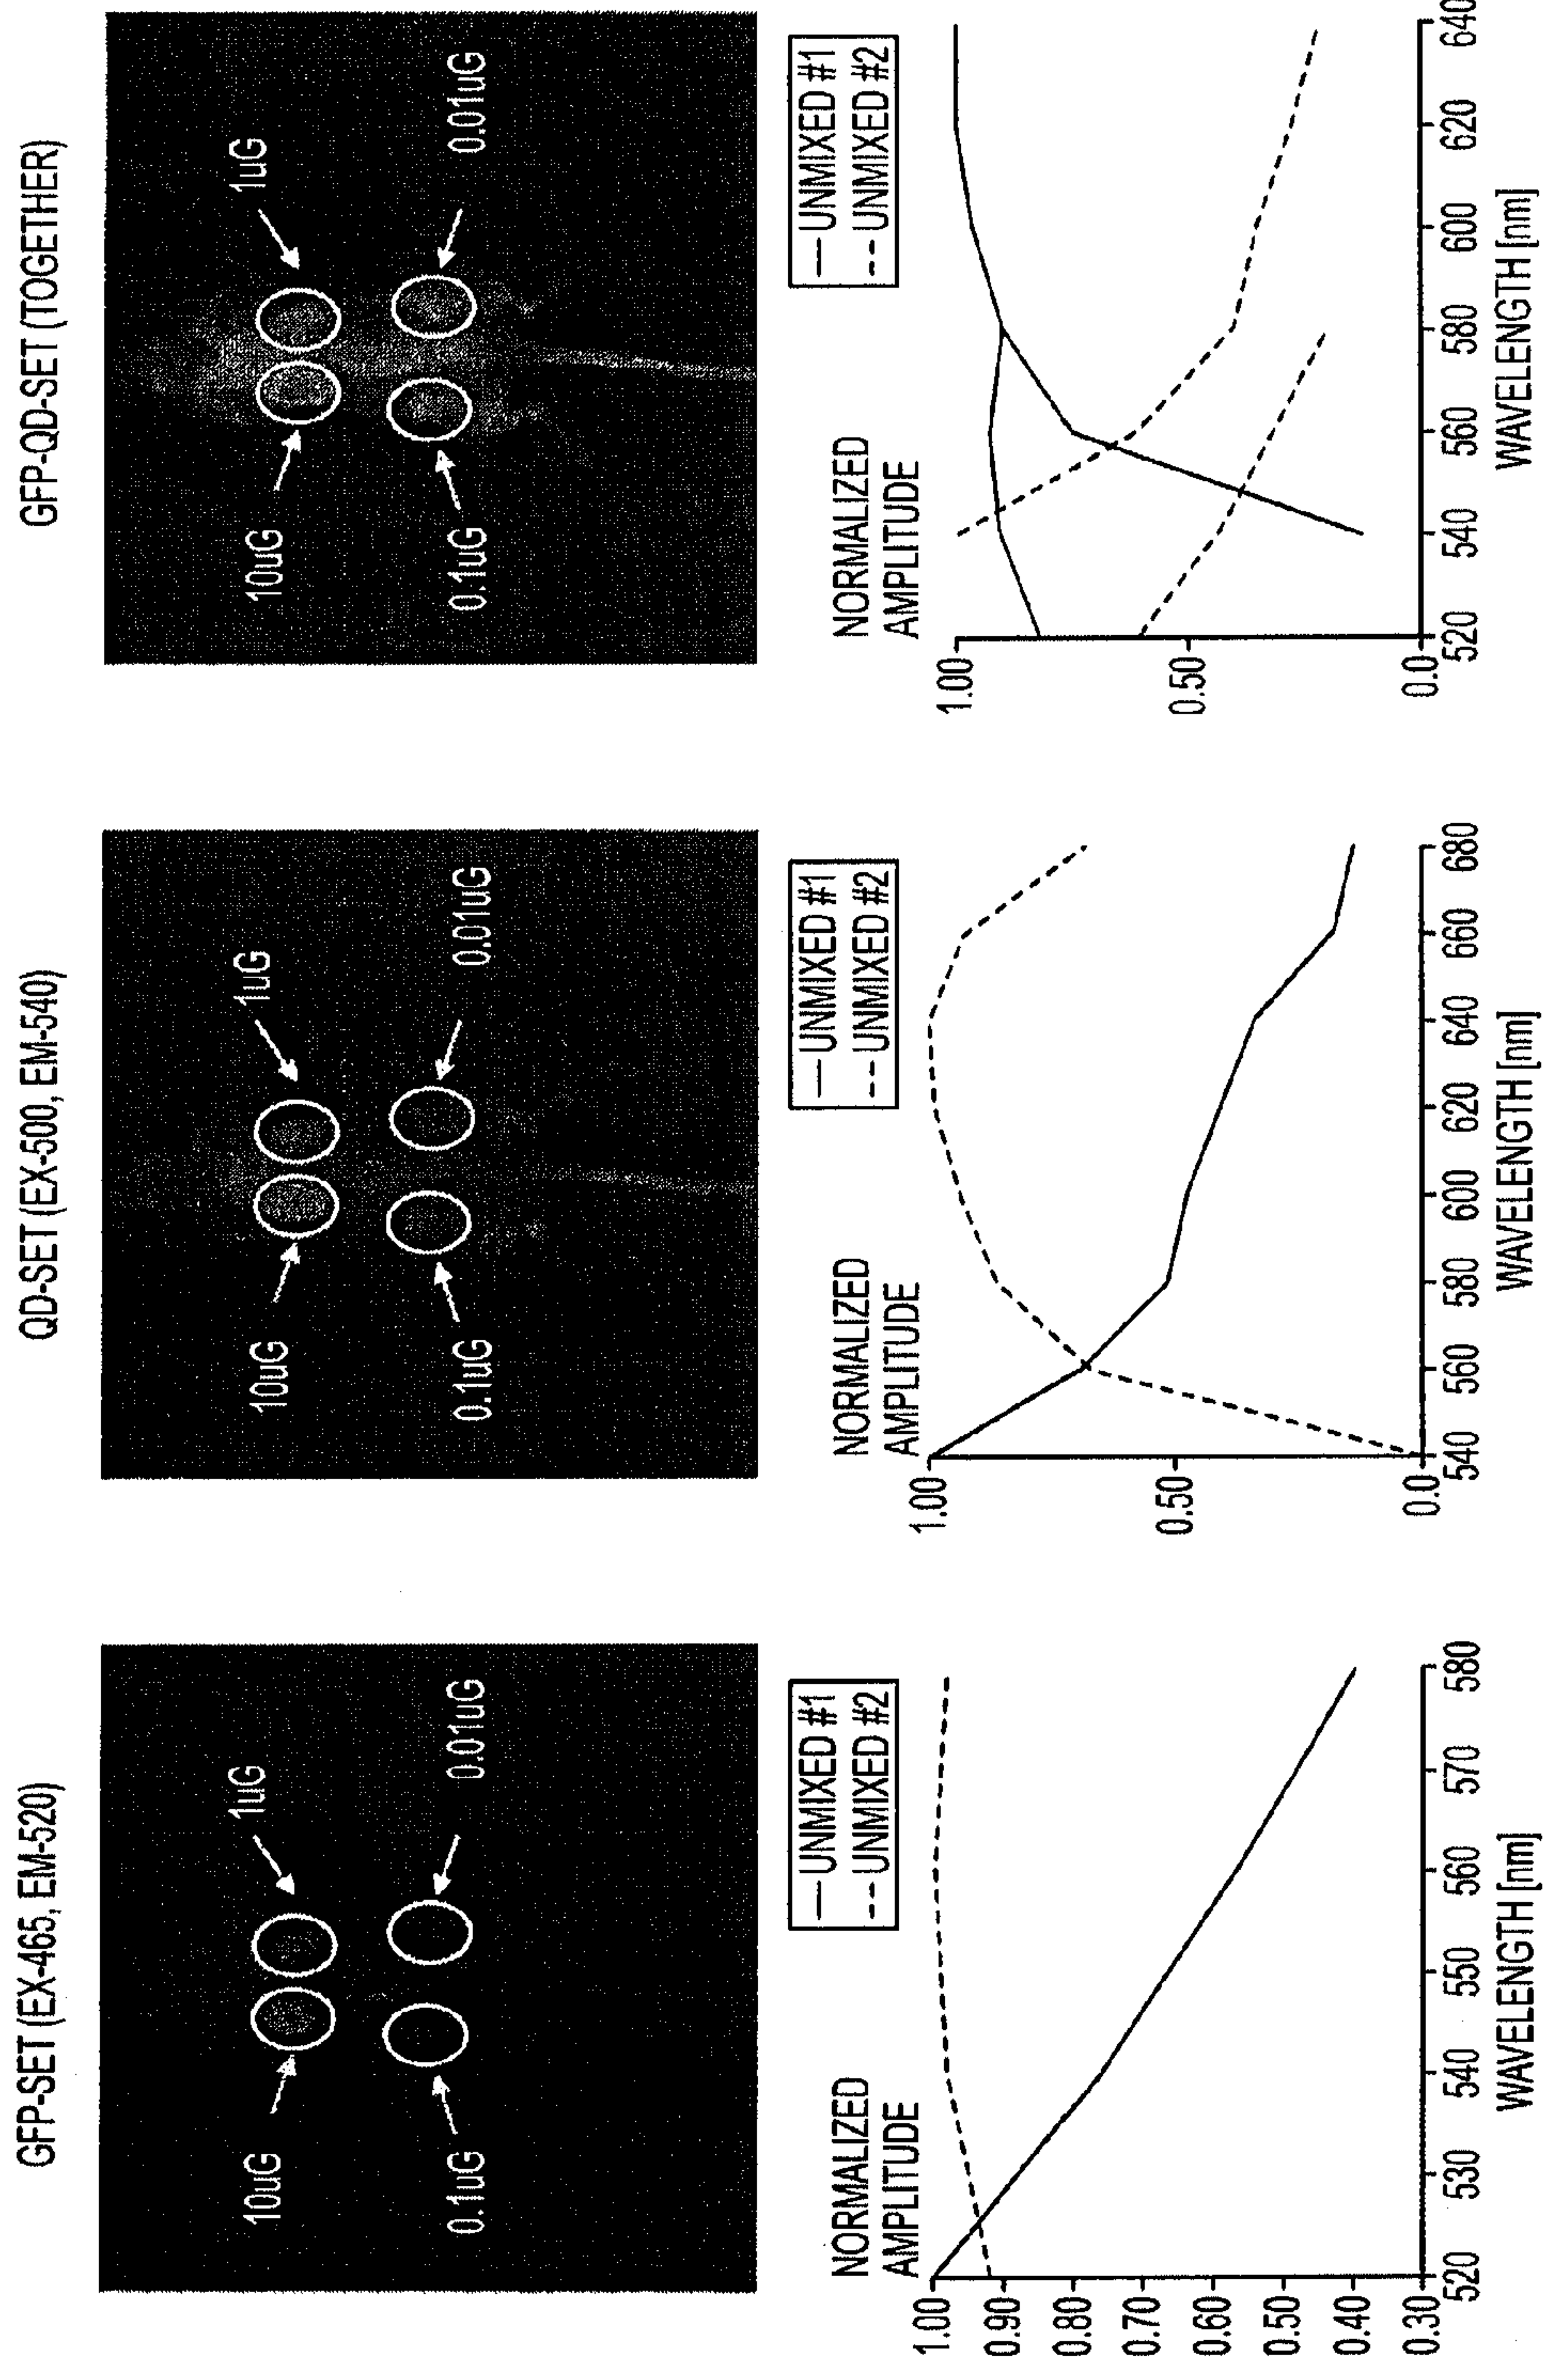 GFP-SET (EX-465, EM-520)
10uG
1uG
0.1uG
0.01uG
NORMALIZED
AMPLITUDE
UNMIXED #1
UNMIXED #2
1.00
0.90
0.80
0.70
0.60
0.50
0.40
0.30
520 530 540 550 560 570 580
WAVELENGTH [nm]
QD-SET (EX-500, EM-540)
10uG
1uG
0.1uG
0.01uG
NORMALIZED
AMPLITUDE
UNMIXED #1
UNMIXED #2
1.00
0.50
0.0
540 560 580 600 620 640 660 680
WAVELENGTH [nm]
GFP-QD-SET (TOGETHER)
10uG
1uG
0.1uG
0.01uG
NORMALIZED
AMPLITUDE
UNMIXED #1
UNMIXED #2
1.00
0.50
0.0
520 540 560 580 600 620 640
WAVELENGTH [nm]